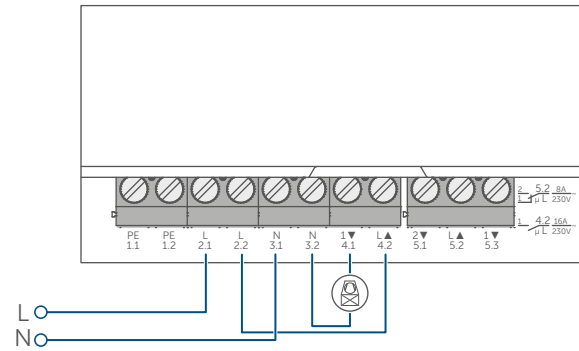 2 5.2 8A
1 μ L 230V
1 4.2 16A
μ L 230V
PE PE L L N N 1▼ L▲ 2▼ L▲ 1▼
1.1 1.2 2.1 2.2 3.1 3.2 4.1 4.2 5.1 5.2 5.3
L
N